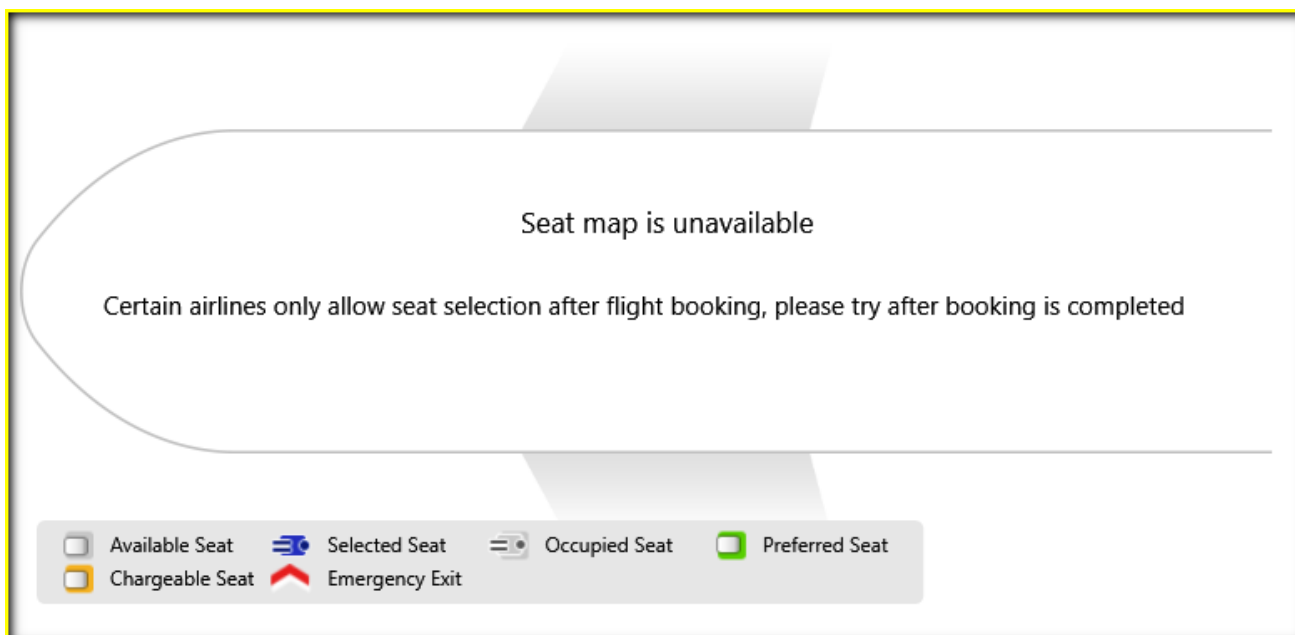 Seat map is unavailable
Certain airlines only allow seat selection after flight booking, please try after booking is completed
Available Seat Selected Seat Occupied Seat Preferred Seat
Chargeable Seat Emergency Exit